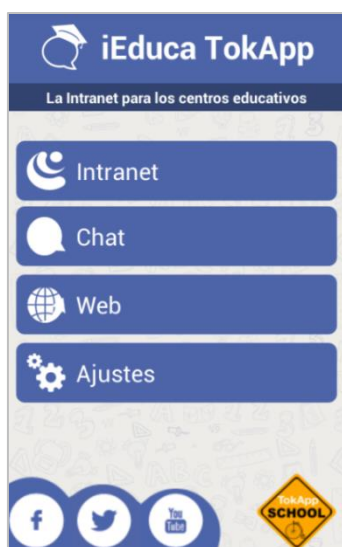 iEduca TokApp
La Intranet para los centros educativos
Intranet
Chat
Web
Ajustes
f
You
Tube
TokApp
SCHOOL